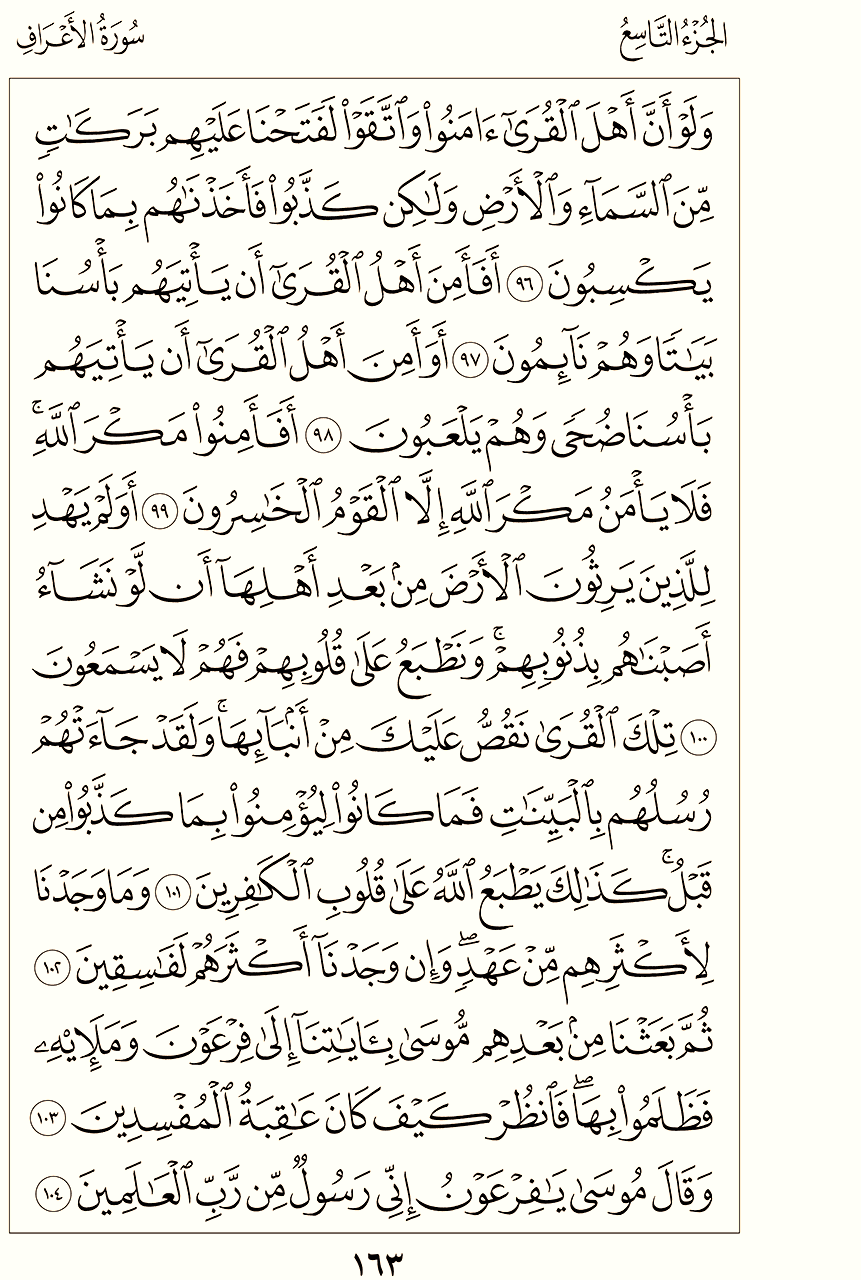 الجُزْءُ التَّاسِعُ
سُورَةُ الأَعْرَافِ
وَلَوْ أَنَّ أَهْلَ ٱلْقُرَىٰٓ ءَامَنُوا۟ وَٱتَّقَوْا۟ لَفَتَحْنَا عَلَيْهِم بَرَكَـٰتٍ
مِّنَ ٱلسَّمَآءِ وَٱلْأَرْضِ وَلَـٰكِن كَذَّبُوا۟ فَأَخَذْنَـٰهُم بِمَا كَانُوا۟
يَكْسِبُونَ ٩٦ أَفَأَمِنَ أَهْلُ ٱلْقُرَىٰٓ أَن يَأْتِيَهُم بَأْسُنَا
بَيَـٰتًا وَهُمْ نَآئِمُونَ ٩٧ أَوَأَمِنَ أَهْلُ ٱلْقُرَىٰٓ أَن يَأْتِيَهُم
بَأْسُنَا ضُحًى وَهُمْ يَلْعَبُونَ ٩٨ أَفَأَمِنُوا۟ مَكْرَ ٱللَّهِ ۚ
فَلَا يَأْمَنُ مَكْرَ ٱللَّهِ إِلَّا ٱلْقَوْمُ ٱلْخَـٰسِرُونَ ٩٩ أَوَلَمْ يَهْدِ
لِلَّذِينَ يَرِثُونَ ٱلْأَرْضَ مِنۢ بَعْدِ أَهْلِهَآ أَن لَّوْ نَشَآءُ
أَصَبْنَـٰهُم بِذُنُوبِهِمْ ۚ وَنَطْبَعُ عَلَىٰ قُلُوبِهِمْ فَهُمْ لَا يَسْمَعُونَ
١٠٠ تِلْكَ ٱلْقُرَىٰ نَقُصُّ عَلَيْكَ مِنْ أَنۢبَآئِهَا ۚ وَلَقَدْ جَآءَتْهُمْ
رُسُلُهُم بِٱلْبَيِّنَـٰتِ فَمَا كَانُوا۟ لِيُؤْمِنُوا۟ بِمَا كَذَّبُوا۟ مِن
قَبْلُ ۚ كَذَٰلِكَ يَطْبَعُ ٱللَّهُ عَلَىٰ قُلُوبِ ٱلْكَـٰفِرِينَ ١٠١ وَمَا وَجَدْنَا
لِأَكْثَرِهِم مِّنْ عَهْدٍ ۖ وَإِن وَجَدْنَآ أَكْثَرَهُمْ لَفَـٰسِقِينَ ١٠٢
ثُمَّ بَعَثْنَا مِنۢ بَعْدِهِم مُّوسَىٰ بِـَٔايَـٰتِنَآ إِلَىٰ فِرْعَوْنَ وَمَلَإِي۟هِۦ
فَظَلَمُوا۟ بِهَا ۖ فَٱنظُرْ كَيْفَ كَانَ عَـٰقِبَةُ ٱلْمُفْسِدِينَ ١٠٣
وَقَالَ مُوسَىٰ يَـٰفِرْعَوْنُ إِنِّى رَسُولٌ مِّن رَّبِّ ٱلْعَـٰلَمِينَ ١٠٤
١٦٣